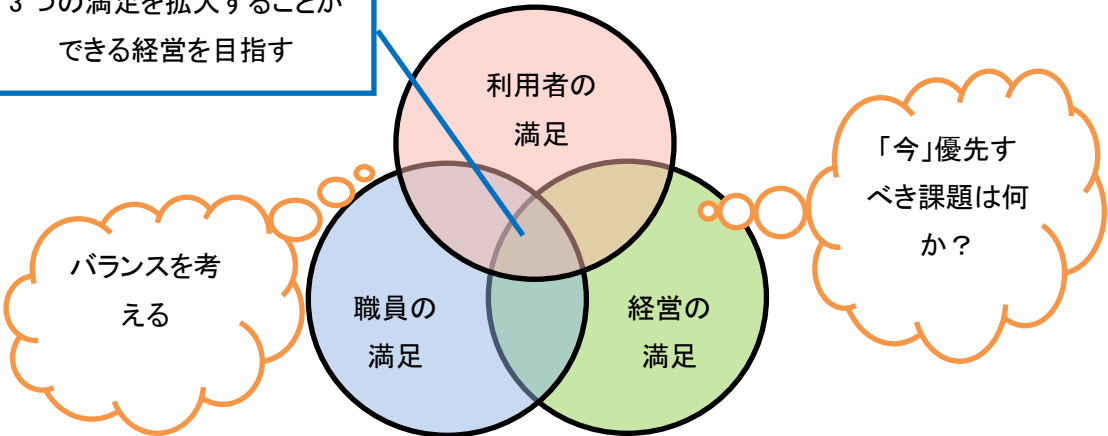 3 つの満足を拡大することが
できる経営を目指す
利用者の
満足
「今」優先す
べき課題は何
か？
バランスを考
える
職員の
満足
経営の
満足